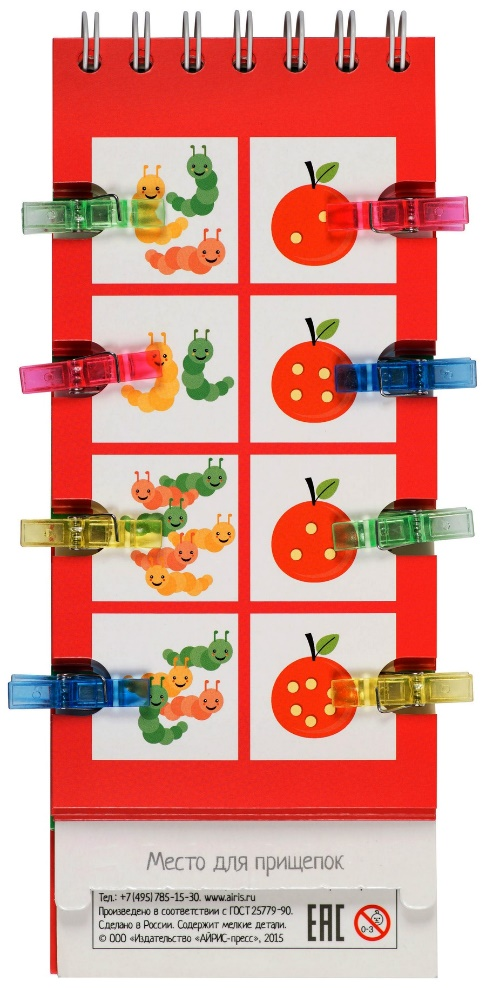 Место для прищепок
Тел.: +7 (495) 785-15-30. www.airis.ru
Произведено в соответствии с ГОСТ 25779-90.
Сделано в России. Содержит мелкие детали.
© ООО «Издательство «АЙРИС-пресс», 2015
EAC
0-3